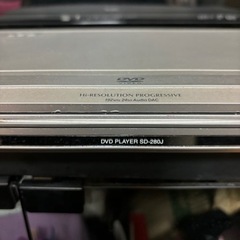 DVD
HI-RESOLUTION PROGRESSIVE
DVD PLAYER SD-280J